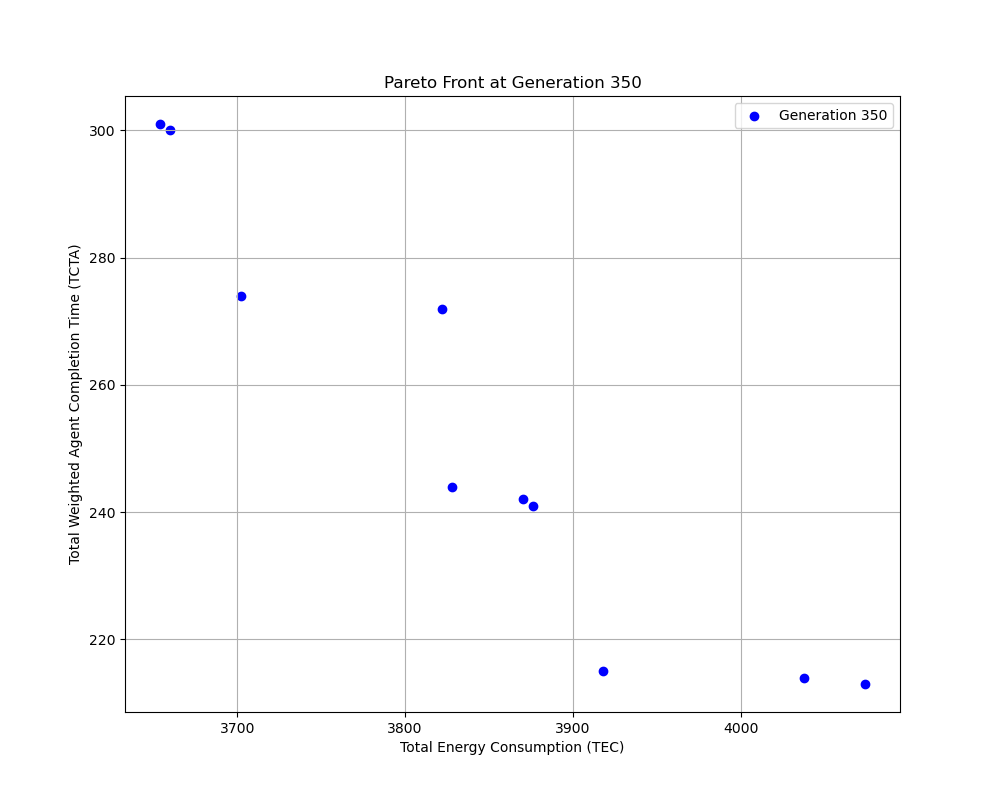 Pareto Front at Generation 350
Generation 350
300
280
260
240
220
Total Weighted Agent Completion Time (TCTA)
3700
3800
3900
4000
Total Energy Consumption (TEC)